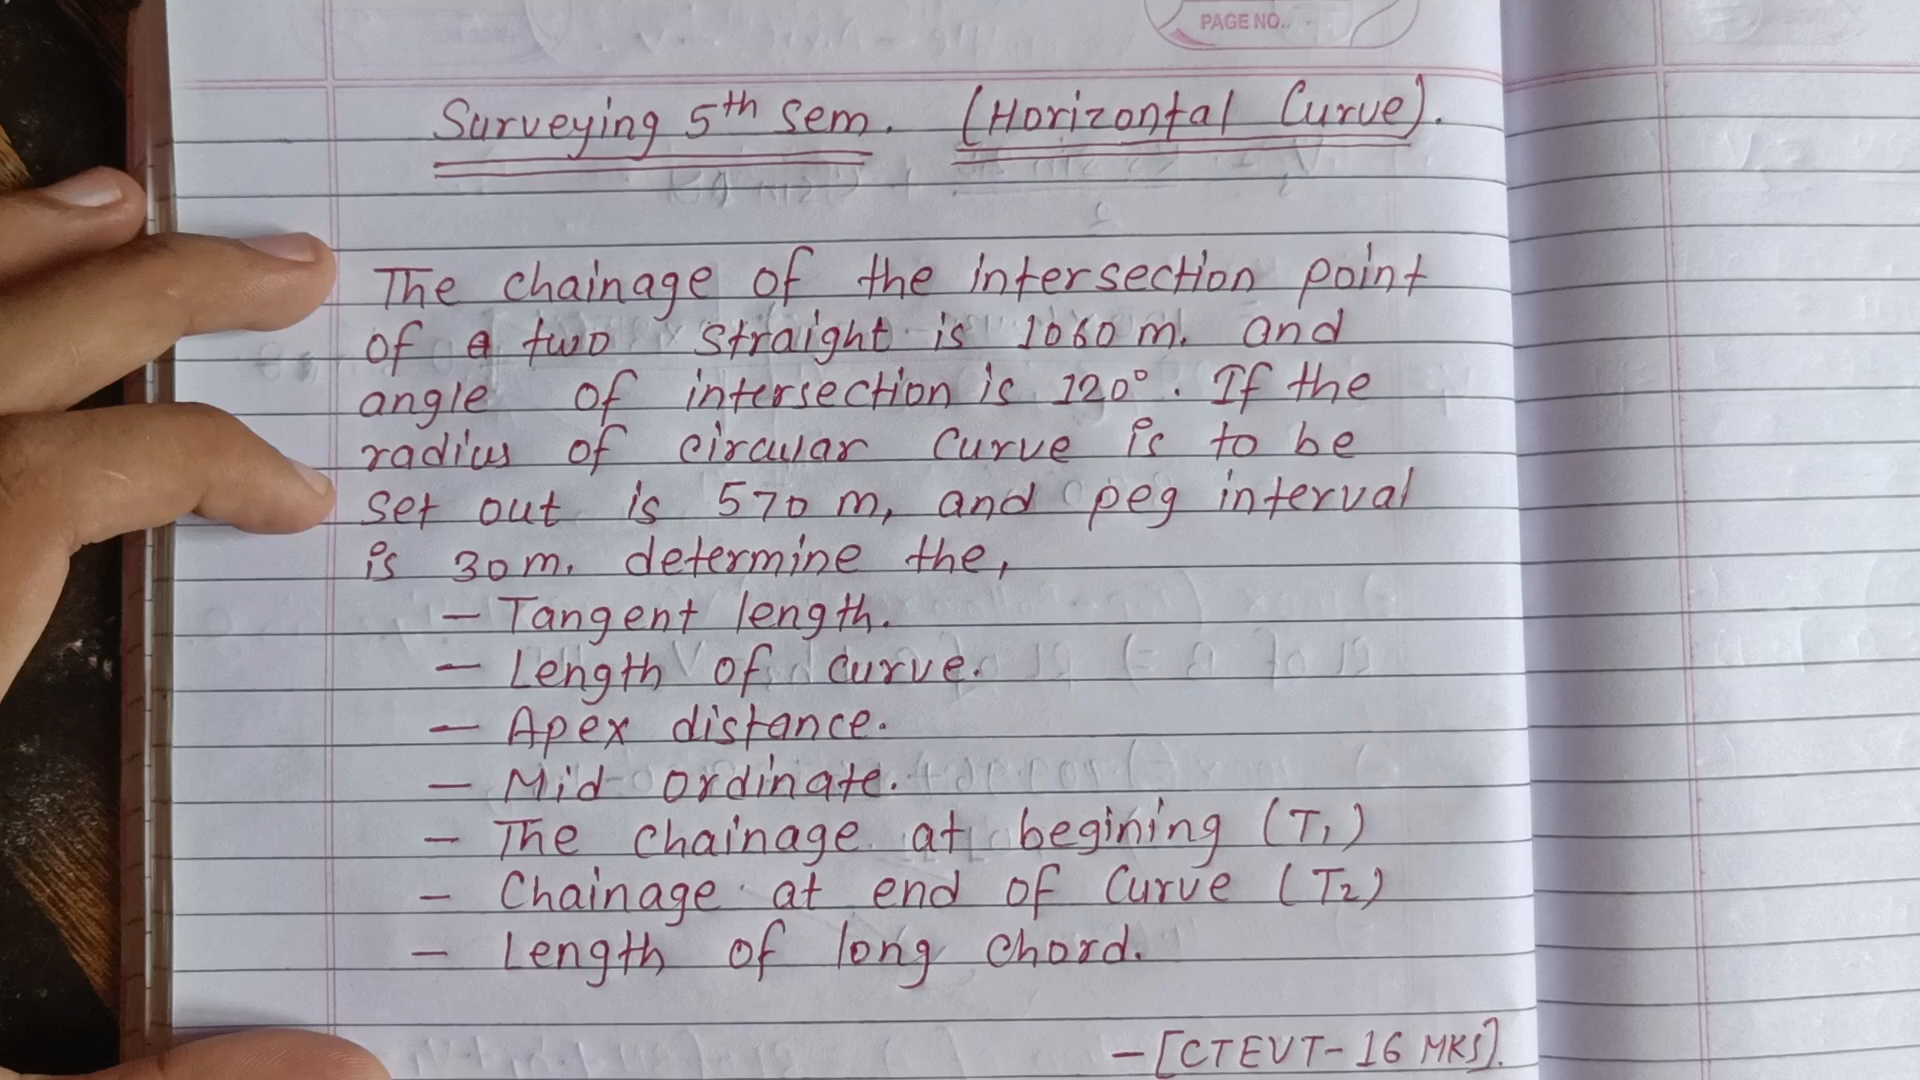 PAGE NO..
Surveying 5th sem. (Horizontal Curve).
The chainage of the intersection point
of a two straight is 1060 m. and
angle of intersection is 120°. If the
radius of circular curve is to be
set out is 570 m, and peg interval
is 30 m. determine the,
- Tangent length.
- Length of curve.
- Apex distance.
- Mid ordinate.
- The chainage at begining (T1)
- Chainage at end of curve (T2)
- Length of long chord.
- [CTEVT- 16 MKS].